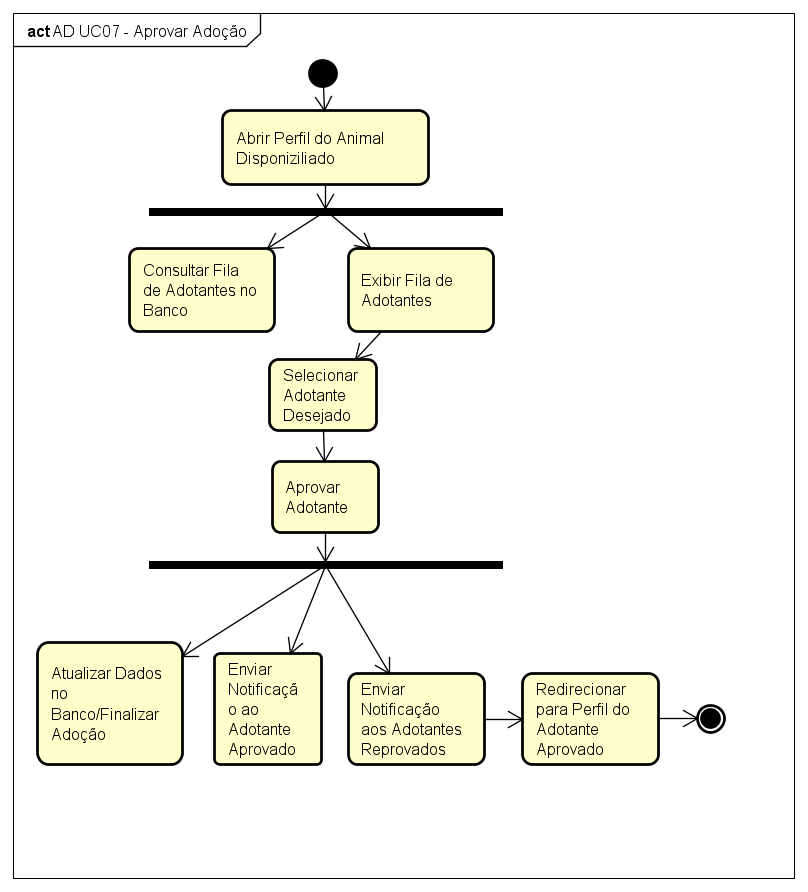 act AD UC07 - Aprovar Adoção
Abrir Perfil do Animal
Disponiziliado
Consultar Fila
de Adotantes no
Banco
Exibir Fila de
Adotantes
Selecionar
Adotante
Desejado
Aprovar
Adotante
Atualizar Dados
no
Banco/Finalizar
Adoção
Enviar
Notificaçã
o ao
Adotante
Aprovado
Enviar
Notificação
aos Adotantes
Reprovados
Redirecionar
para Perfil do
Adotante
Aprovado